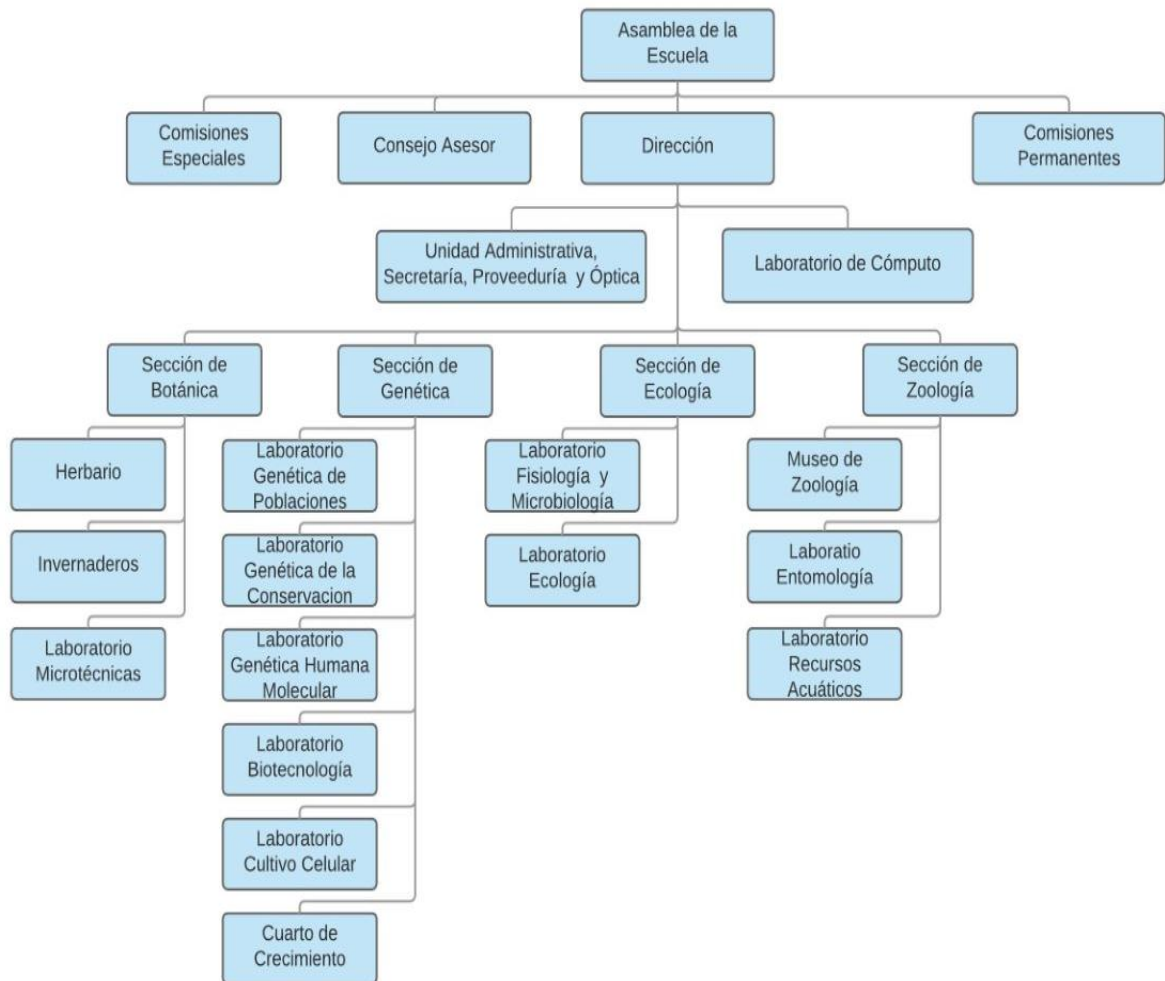 Asamblea de la
Escuela
Comisiones
Especiales
Consejo Asesor
Dirección
Comisiones
Permanentes
Unidad Administrativa,
Secretaría, Proveeduría y Óptica
Laboratorio de Cómputo
Sección de
Botánica
Sección de
Genética
Sección de
Ecología
Sección de
Zoología
Herbario
Invernaderos
Laboratorio
Microtécnicas
Laboratorio
Genética de
Poblaciones
Laboratorio
Genética de la
Conservacion
Laboratorio
Genética Humana
Molecular
Laboratorio
Biotecnología
Laboratorio
Cultivo Celular
Cuarto de
Crecimiento
Laboratorio
Fisiología y
Microbiología
Laboratorio
Ecología
Museo de
Zoología
Laboratio
Entomología
Laboratorio
Recursos
Acuáticos